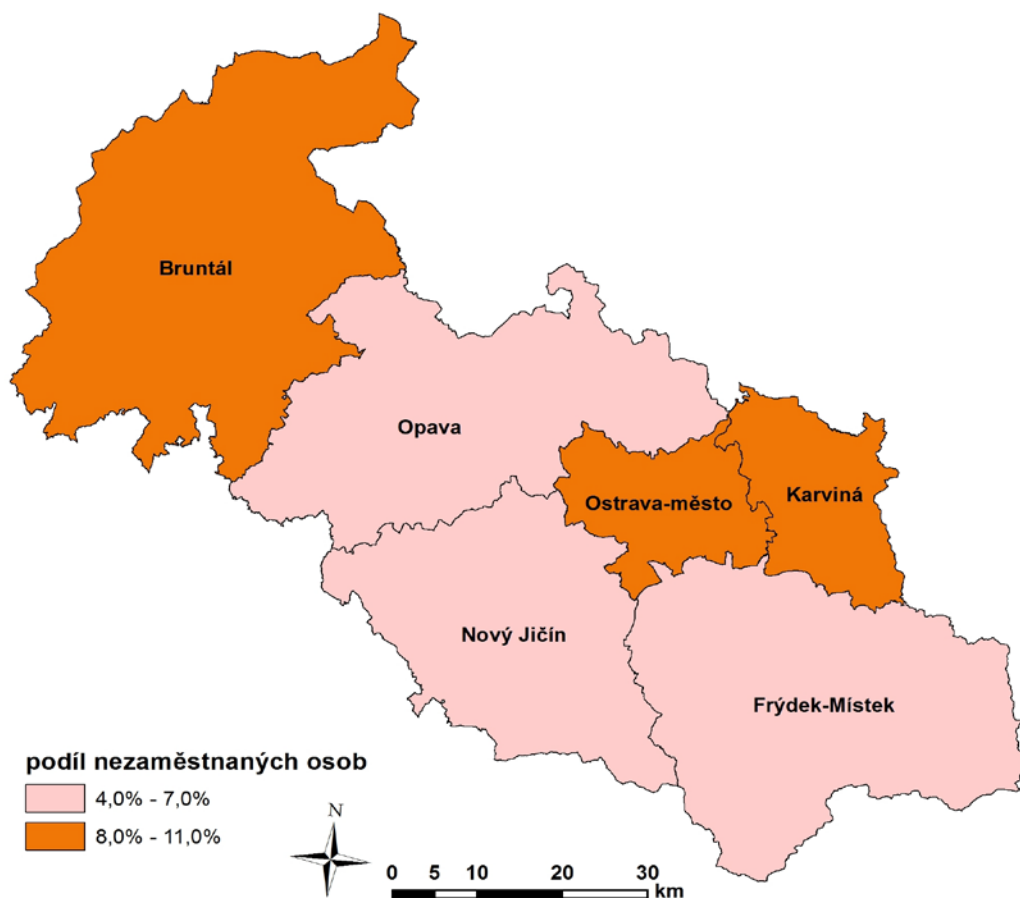 Bruntál
Opava
Ostrava-město
Karviná
Nový Jičín
Frýdek-Místek
podíl nezaměstnaných osob
4,0% - 7,0%
8,0% - 11,0%
N
0 5 10 20 30
km